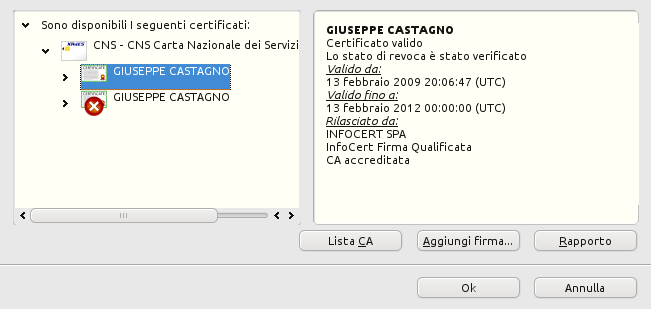 Sono disponibili I seguenti certificati:
CNS - CNS Carta Nazionale dei Servizi
GIUSEPPE CASTAGNO
GIUSEPPE CASTAGNO
GIUSEPPE CASTAGNO
Certificato valido
Lo stato di revoca è stato verificato
Valido da:
13 febbraio 2009 20:06:47 (UTC)
Valido fino a:
13 febbraio 2012 00:00:00 (UTC)
Rilasciato da:
INFOCERT SPA
InfoCert Firma Qualificata
CA accreditata
Lista CA
Aggiungi firma...
Rapporto
Ok
Annulla